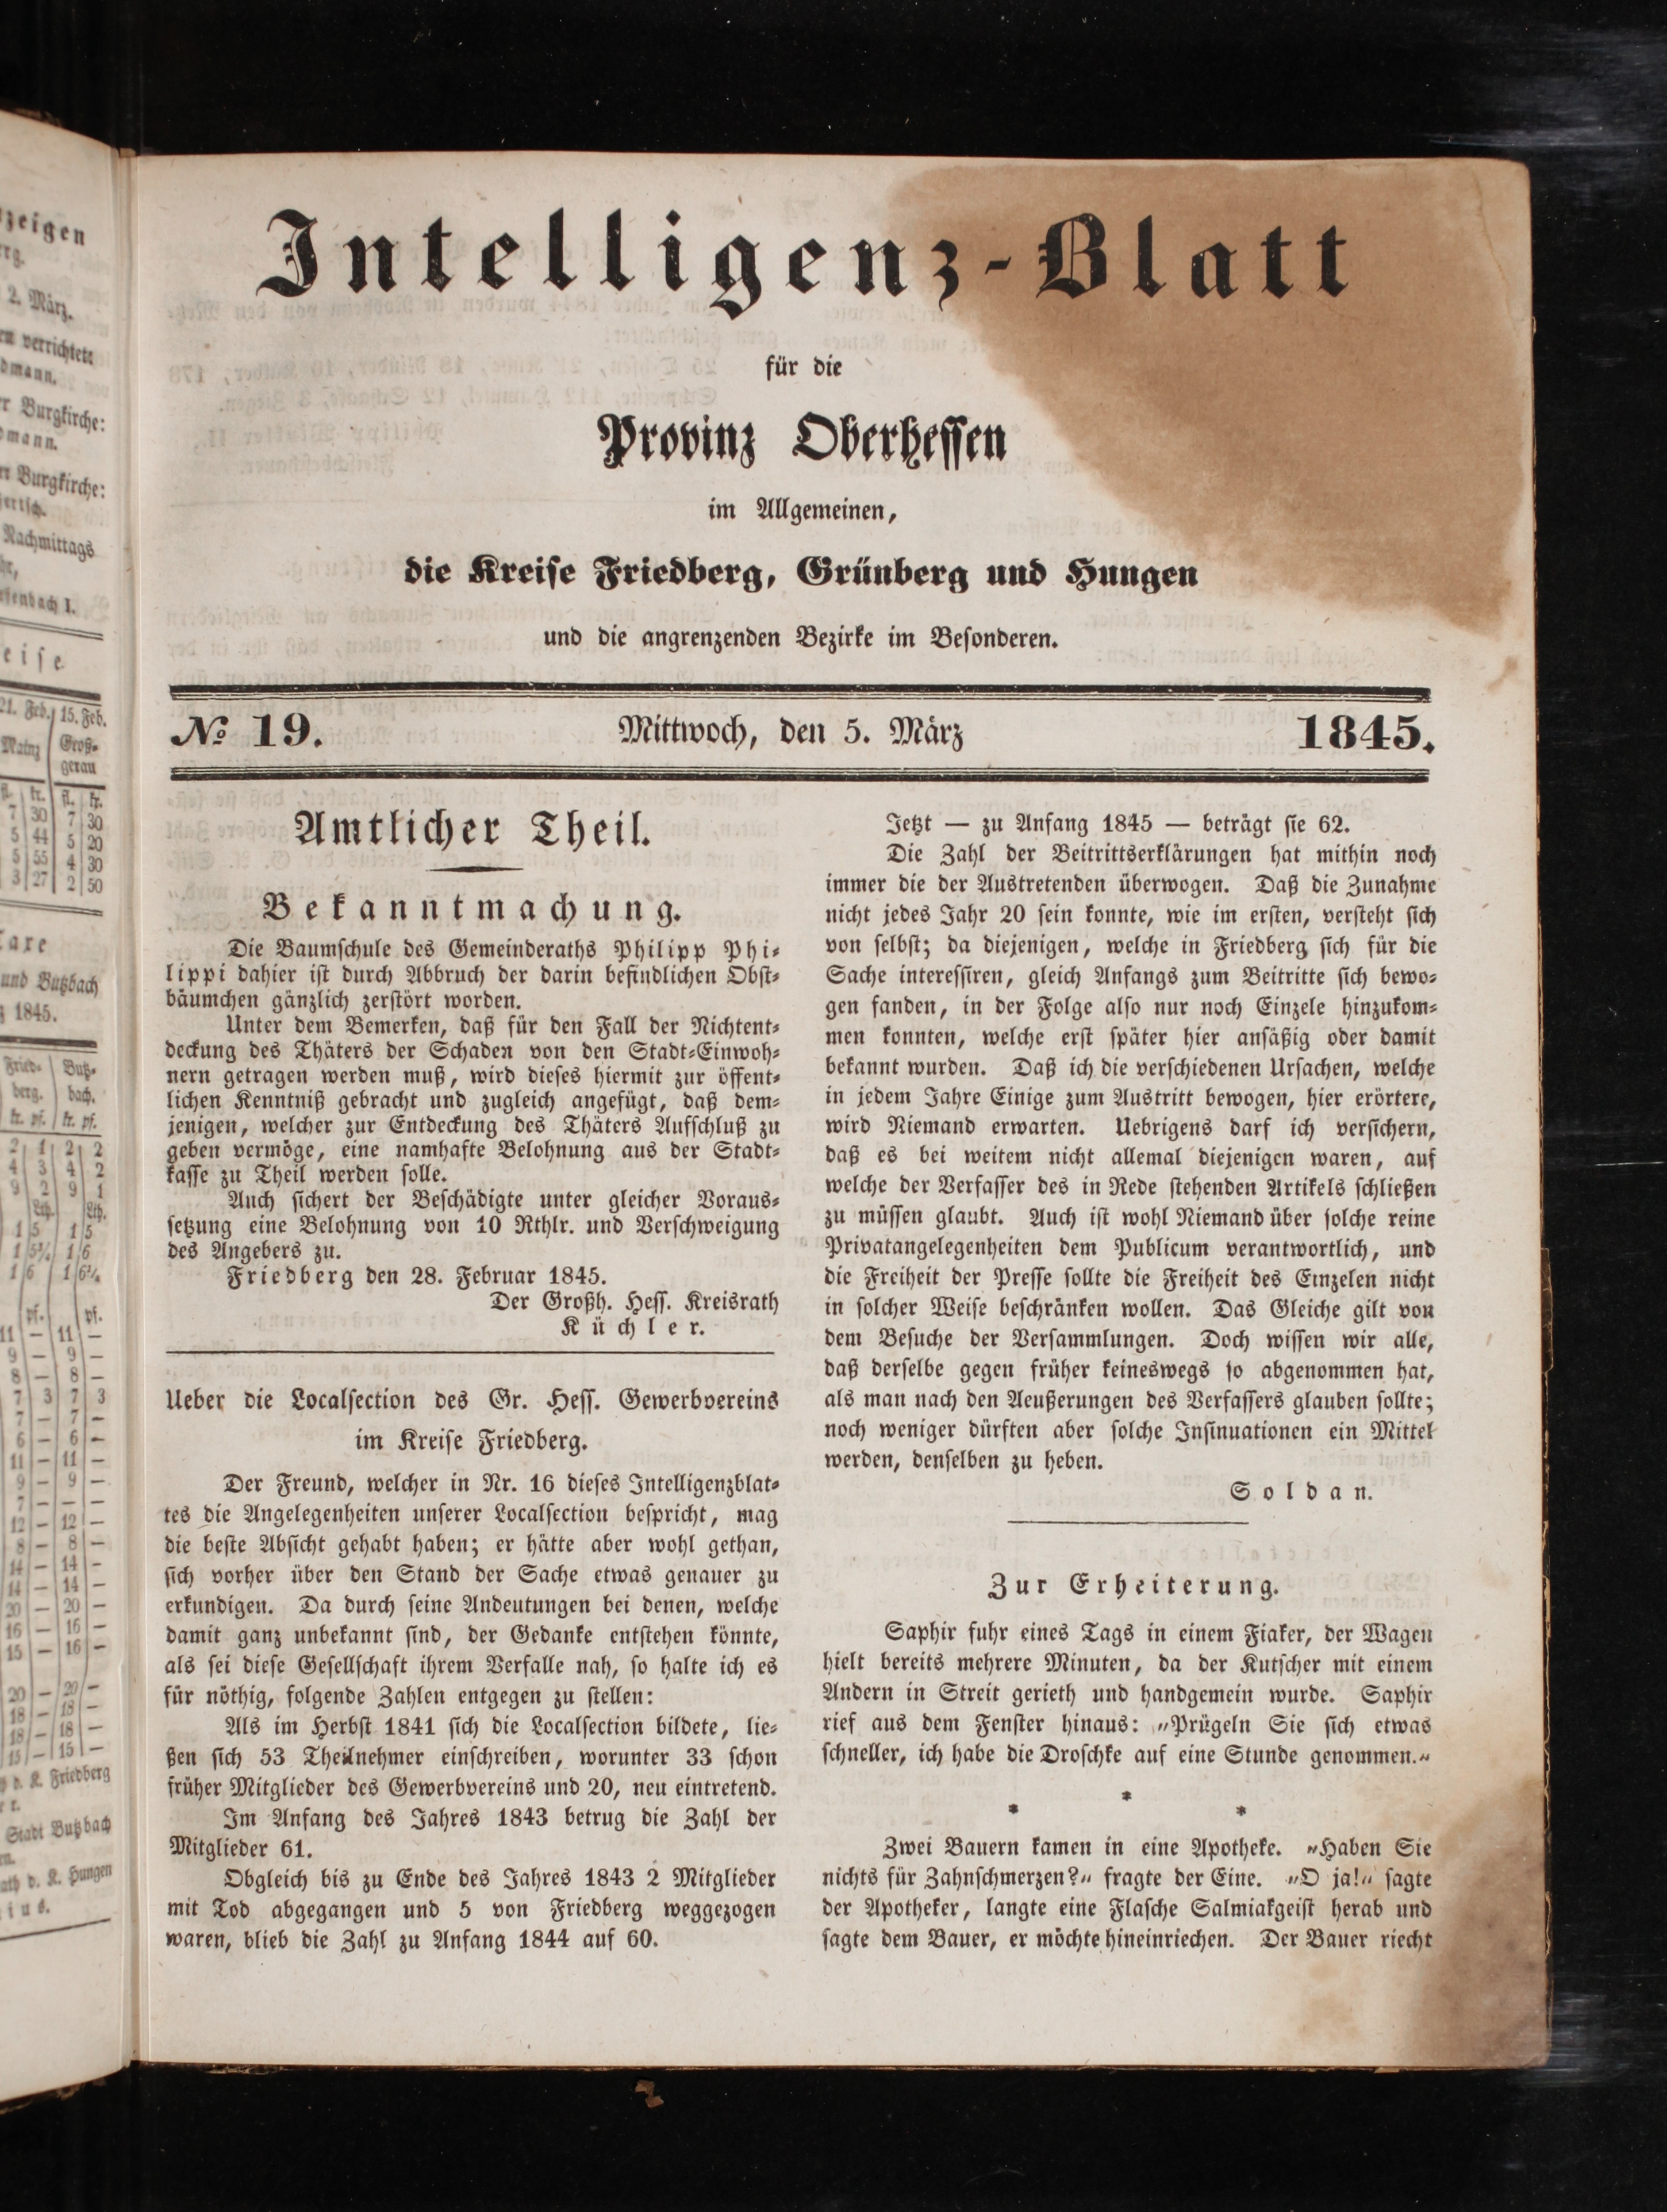 Intelligenz-Blatt
für die
Provinz Oberhessen
im Allgemeinen,
die Kreise Friedberg, Grünberg und Hungen
und die angrenzenden Bezirke im Besonderen.
№ 19. Mittwoch, den 5. März 1845.
Amtlicher Theil.
Bekanntmachung.
Die Baumschule des Gemeinderaths Philipp Phi-
lippi dahier ist durch Abbruch der darin befindlichen Obst-
bäumchen gänzlich zerstört worden.
Unter dem Bemerken, daß für den Fall der Nichtent-
deckung des Thäters der Schaden von den Stadt-Einwoh-
nern getragen werden muß, wird dieses hiermit zur öffent-
lichen Kenntniß gebracht und zugleich angefügt, daß dem-
jenigen, welcher zur Entdeckung des Thäters Aufschluß zu
geben vermöge, eine namhafte Belohnung aus der Stadt-
kasse zu Theil werden solle.
Auch sichert der Beschädigte unter gleicher Voraus-
setzung eine Belohnung von 10 Rthlr. und Verschweigung
des Angebers zu.
Friedberg den 28. Februar 1845.
Der Großh. Hess. Kreisrath
Küchler.
Ueber die Localsection des Gr. Hess. Gewerbvereins
im Kreise Friedberg.
Der Freund, welcher in Nr. 16 dieses Intelligenzblat-
tes die Angelegenheiten unserer Localsection bespricht, mag
die beste Absicht gehabt haben; er hätte aber wohl gethan,
sich vorher über den Stand der Sache etwas genauer zu
erkundigen. Da durch seine Andeutungen bei denen, welche
damit ganz unbekannt sind, der Gedanke entstehen könnte,
als sei diese Gesellschaft ihrem Verfalle nah, so halte ich es
für nöthig, folgende Zahlen entgegen zu stellen:
Als im Herbst 1841 sich die Localsection bildete, lie-
ßen sich 53 Theilnehmer einschreiben, worunter 33 schon
früher Mitglieder des Gewerbvereins und 20, neu eintretend.
Im Anfang des Jahres 1843 betrug die Zahl der
Mitglieder 61.
Obgleich bis zu Ende des Jahres 1843 2 Mitglieder
mit Tod abgegangen und 5 von Friedberg weggezogen
waren, blieb die Zahl zu Anfang 1844 auf 60.
Jetzt — zu Anfang 1845 — beträgt sie 62.
Die Zahl der Beitrittserklärungen hat mithin noch
immer die der Austretenden überwogen. Daß die Zunahme
nicht jedes Jahr 20 sein konnte, wie im ersten, versteht sich
von selbst; da diejenigen, welche in Friedberg sich für die
Sache interessiren, gleich Anfangs zum Beitritte sich bewo-
gen fanden, in der Folge also nur noch Einzele hinzukom-
men konnten, welche erst später hier ansäßig oder damit
bekannt wurden. Daß ich die verschiedenen Ursachen, welche
in jedem Jahre Einige zum Austritt bewogen, hier erörtere,
wird Niemand erwarten. Uebrigens darf ich versichern,
daß es bei weitem nicht allemal diejenigen waren, auf
welche der Verfasser des in Rede stehenden Artikels schließen
zu müssen glaubt. Auch ist wohl Niemand über solche reine
Privatangelegenheiten dem Publicum verantwortlich, und
die Freiheit der Presse sollte die Freiheit des Einzelen nicht
in solcher Weise beschränken wollen. Das Gleiche gilt von
dem Besuche der Versammlungen. Doch wissen wir alle,
daß derselbe gegen früher keineswegs so abgenommen hat,
als man nach den Aeußerungen des Verfassers glauben sollte;
noch weniger dürften aber solche Insinuationen ein Mittel
werden, denselben zu heben.
Soldan.
Zur Erheiterung.
Saphir fuhr eines Tags in einem Fiaker, der Wagen
hielt bereits mehrere Minuten, da der Kutscher mit einem
Andern in Streit gerieth und handgemein wurde. Saphir
rief aus dem Fenster hinaus: „Prügeln Sie sich etwas
schneller, ich habe die Droschke auf eine Stunde genommen.“
* * *
Zwei Bauern kamen in eine Apotheke. „Haben Sie
nichts für Zahnschmerzen?“ fragte der Eine. „O ja!“ sagte
der Apotheker, langte eine Flasche Salmiakgeist herab und
sagte dem Bauer, er möchte hineinriechen. Der Bauer riecht